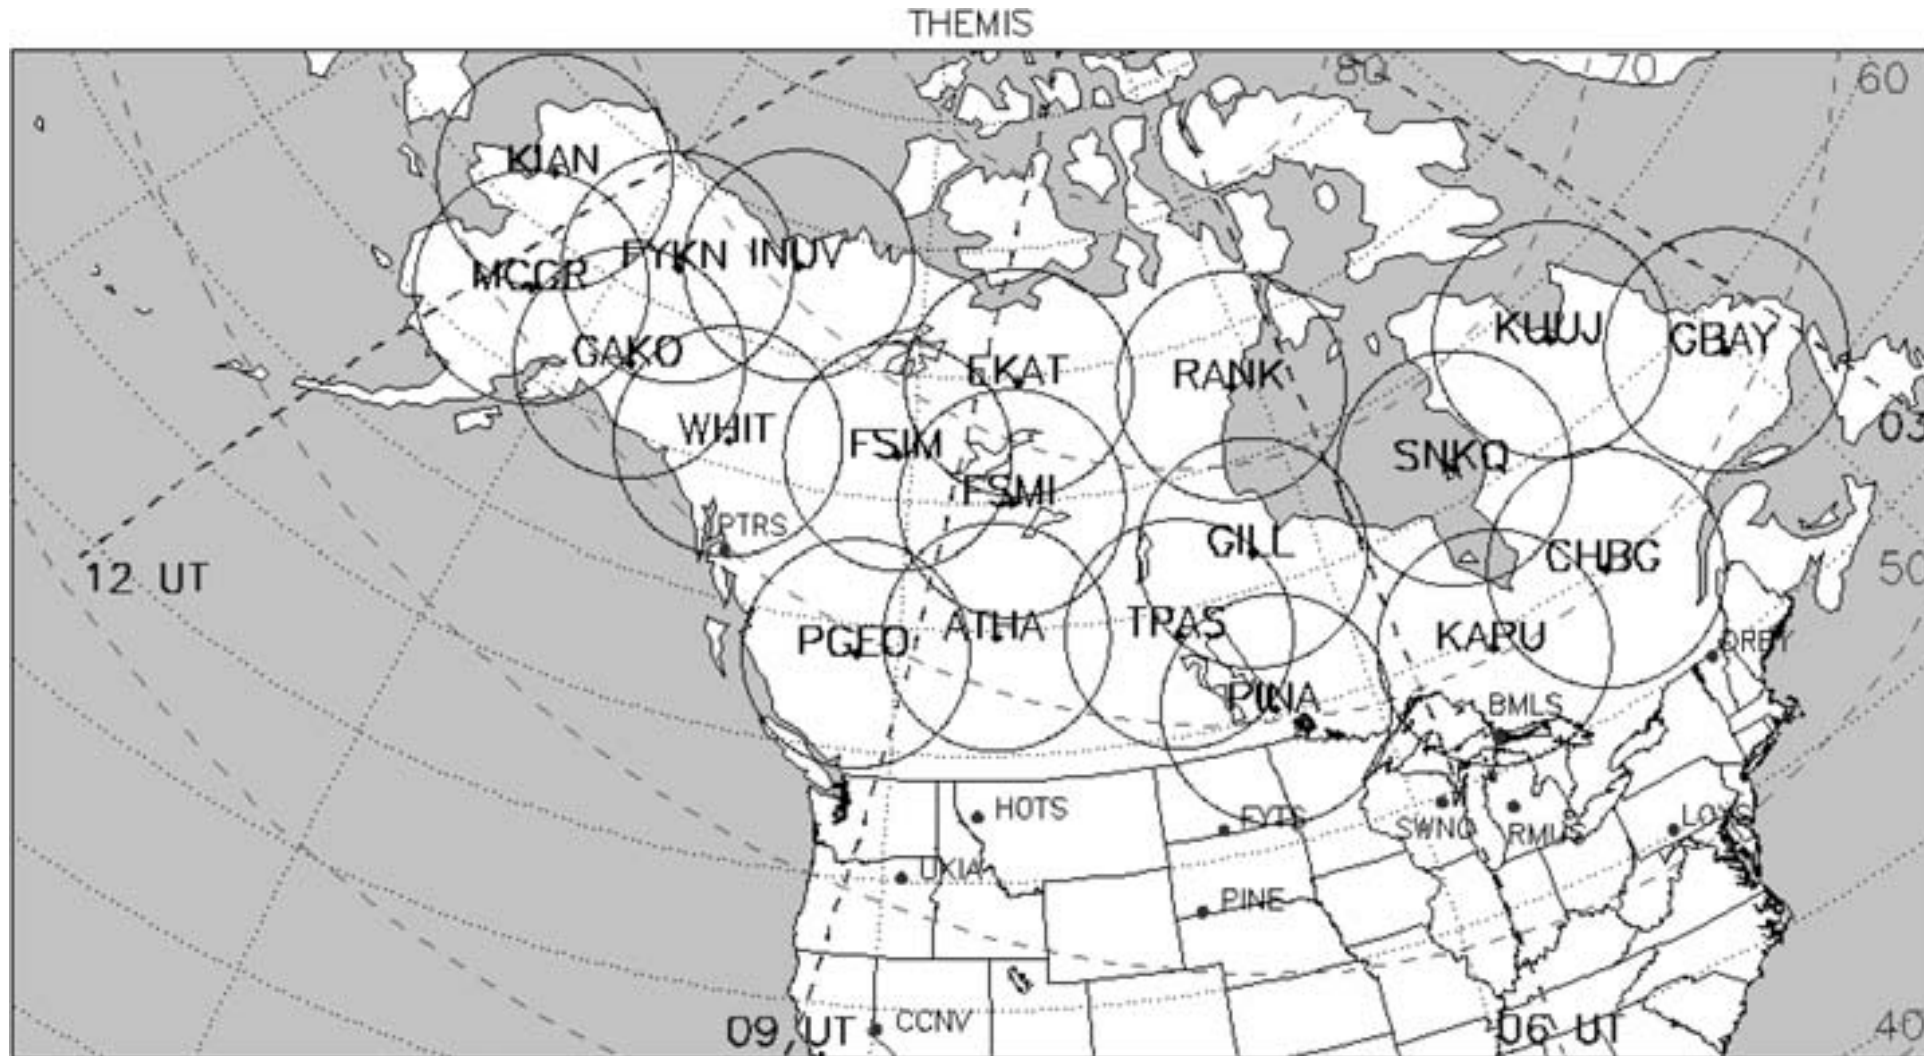 THEMIS
80
70
60
KIAN
FYKN
INUV
MCGR
KUUJ
GBAY
GAKO
EKAT
RANK
03
WHIT
FSIM
SNKQ
FSMI
PTRS
GILL
CHBG
50
12 UT
PGEO
ATHA
TPAS
KAPU
DRBY
PINA
BMLS
HOTS
FYTS
SWNO
RMUS
LOYS
UKIA
PINE
09 UT
CCNV
06 UT
40